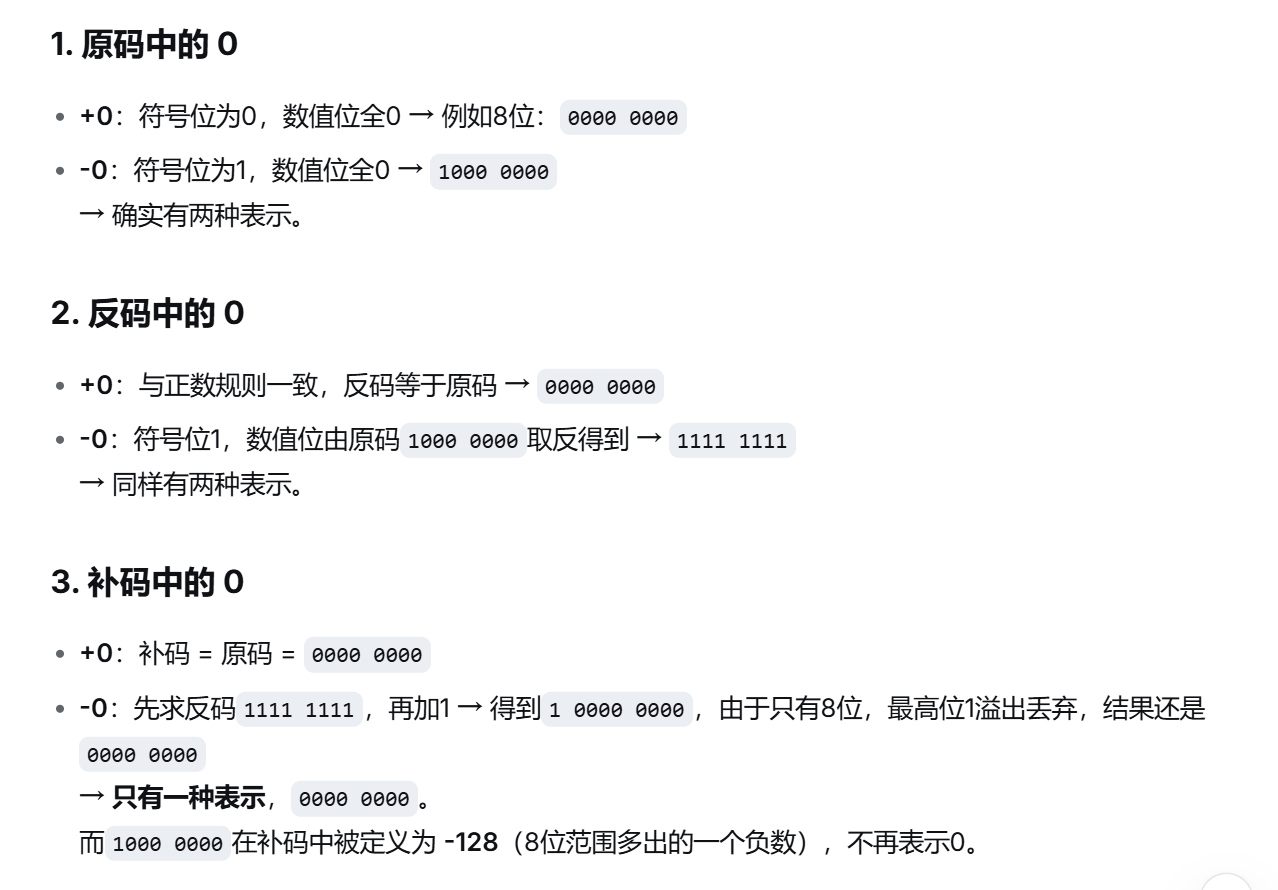 1. 原码中的 0
+0：符号位为0，数值位全0 → 例如8位：0000 0000
-0：符号位为1，数值位全0 → 1000 0000
→ 确实有两种表示。
2. 反码中的 0
+0：与正数规则一致，反码等于原码 → 0000 0000
-0：符号位1，数值位由原码1000 0000取反得到 → 1111 1111
→ 同样有两种表示。
3. 补码中的 0
+0：补码 = 原码 = 0000 0000
-0：先求反码1111 1111，再加1 → 得到1 0000 0000，由于只有8位，最高位1溢出丢弃，结果还是
0000 0000
→ 只有一种表示，0000 0000。
而1000 0000在补码中被定义为 -128（8位范围多出的一个负数），不再表示0。